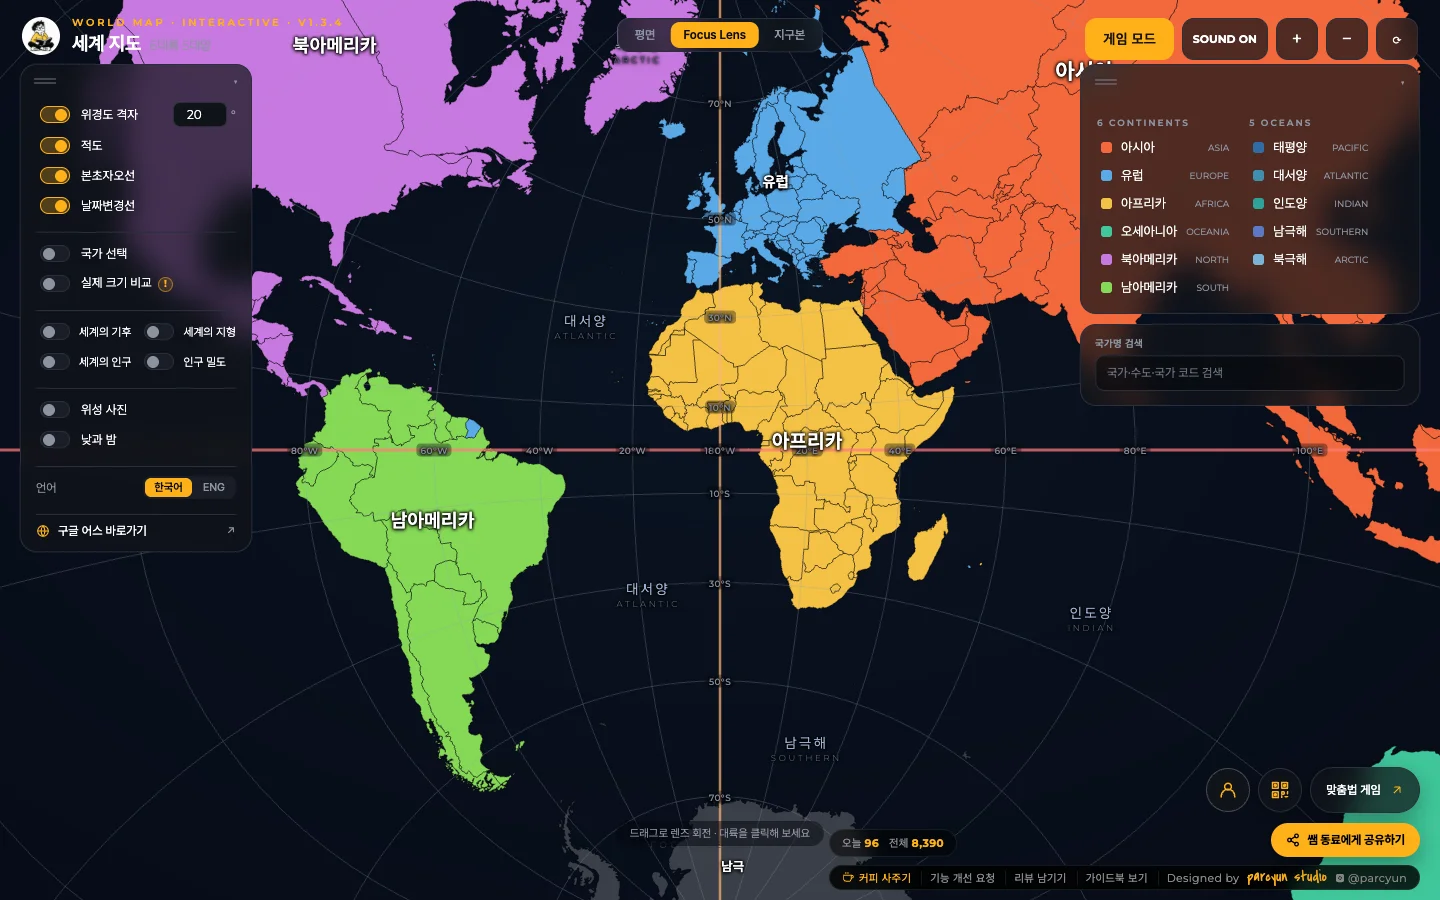 WORLD MAP · INTERACTIVE · V1.3.4
세계 지도
평면
Focus Lens
지구본
게임 모드
SOUND ON
+
−
위경도 격자
20
°
적도
본초자오선
날짜변경선
국가 선택
실제 크기 비교 !
세계의 기후
세계의 지형
세계의 인구
인구 밀도
위성 사진
낮과 밤
언어
한국어
ENG
구글 어스 바로가기
북아메리카
ARCTIC
아시아
유럽
아프리카
남아메리카
대서양
ATLANTIC
대서양
ATLANTIC
인도양
INDIAN
남극해
SOUTHERN
남극
70°N
50°N
30°N
10°N
80°W
60°W
40°W
20°W
180°W
20°E
40°E
60°E
80°E
100°E
10°S
30°S
50°S
70°S
6 CONTINENTS
아시아 ASIA
유럽 EUROPE
아프리카 AFRICA
오세아니아 OCEANIA
북아메리카 NORTH
남아메리카 SOUTH
5 OCEANS
태평양 PACIFIC
대서양 ATLANTIC
인도양 INDIAN
남극해 SOUTHERN
북극해 ARCTIC
국가명 검색
국가·수도·국가 코드 검색
드래그로 렌즈 회전 · 대륙을 클릭해 보세요
오늘 96 전체 8,390
맞춤법 게임
쌤 동료에게 공유하기
커피 사주기
기능 개선 요청
리뷰 남기기
가이드북 보기
Designed by parcyun studio @parcyun